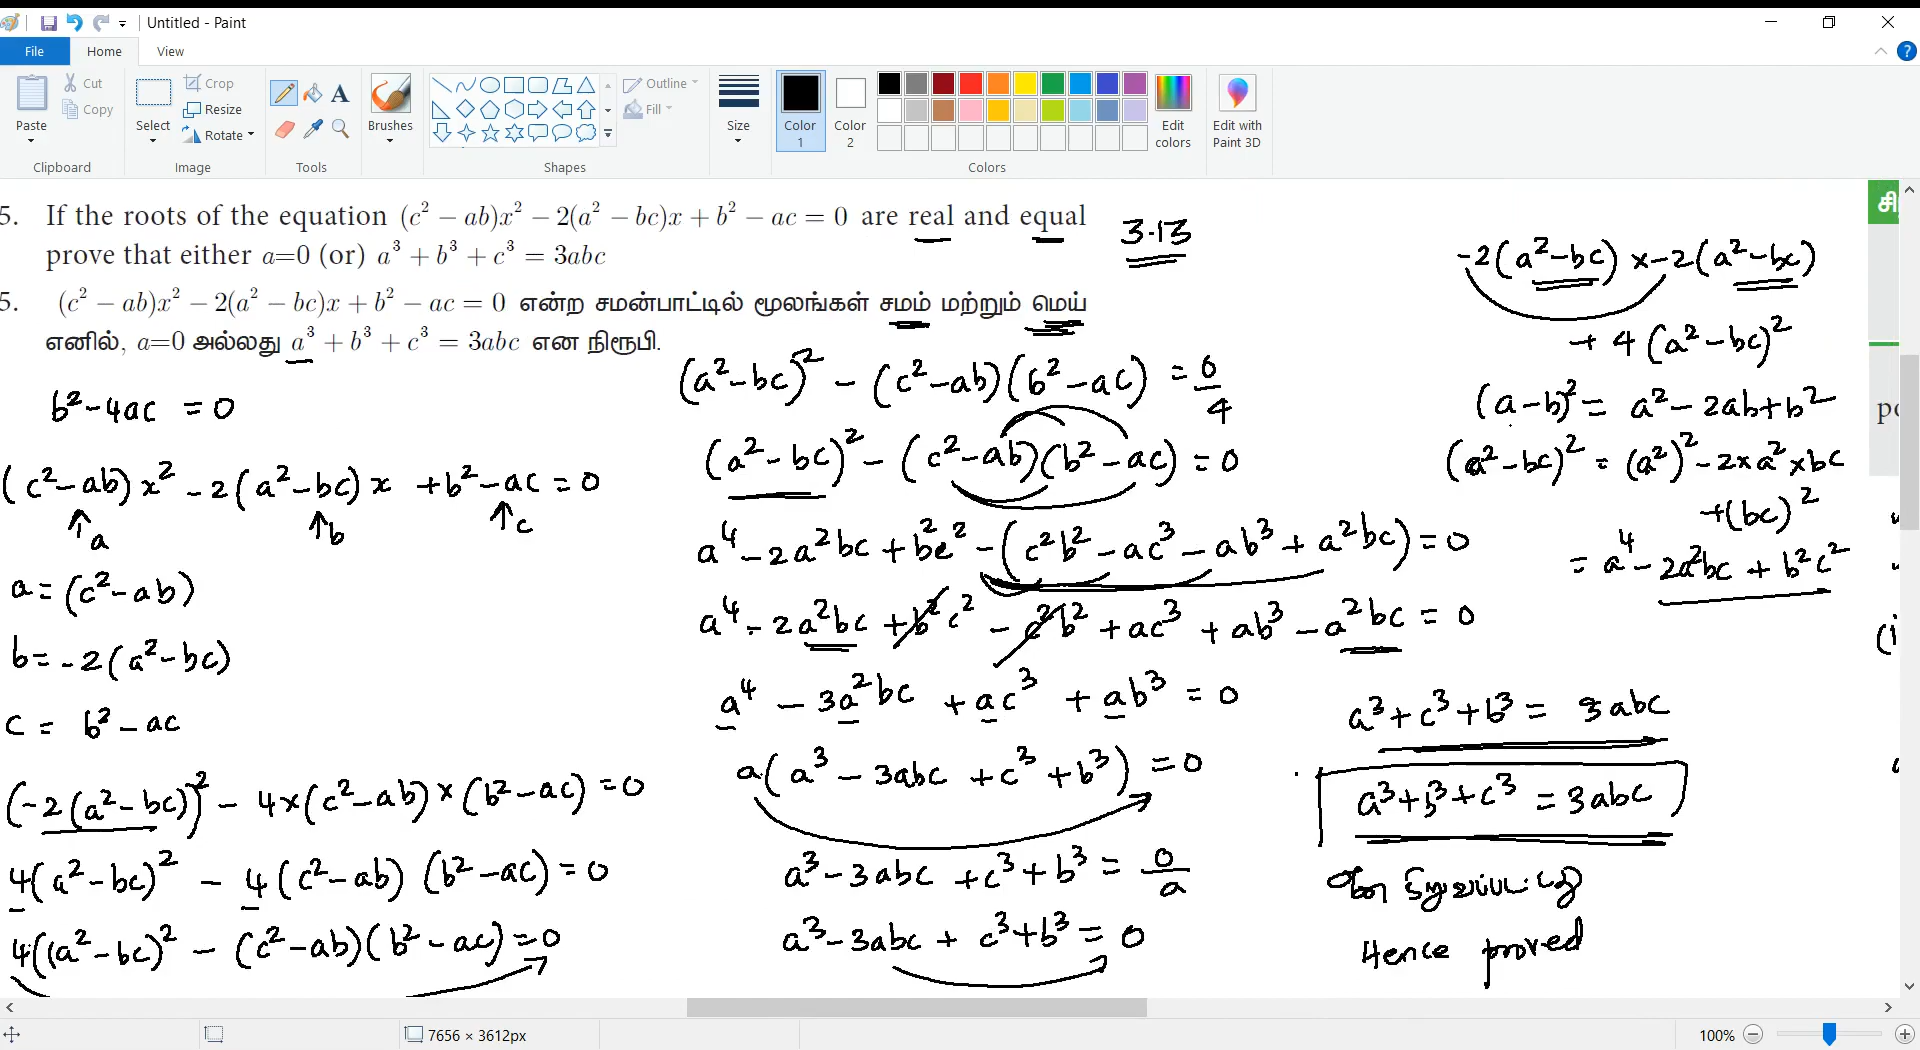 Untitled - Paint
File Home View
Paste Cut Copy Clipboard
Select Crop Resize Rotate Image
Tools
Brushes
Outline Fill Shapes
Size
Color 1 Color 2 Edit colors Colors
Edit with Paint 3D
5. If the roots of the equation (c² − ab)x² − 2(a² − bc)x + b² − ac = 0 are real and equal
prove that either a=0 (or) a³ + b³ + c³ = 3abc
5. (c² − ab)x² − 2(a² − bc)x + b² − ac = 0 என்ற சமன்பாட்டில் மூலங்கள் சமம் மற்றும் மெய்
எனில், a=0 அல்லது a³ + b³ + c³ = 3abc என நிரூபி.
b²-4ac = 0
(c²-ab)x² -2(a²-bc)x +b²-ac=0
a b c
a=(c²-ab)
b=-2(a²-bc)
c= b²-ac
(-2(a²-bc))² - 4×(c²-ab)×(b²-ac)=0
4(a²-bc)² - 4(c²-ab)(b²-ac)=0
4((a²-bc)² - (c²-ab)(b²-ac)=0
3.13
(a²-bc)² - (c²-ab)(b²-ac) = 0/4
(a²-bc)² - (c²-ab)(b²-ac)=0
a⁴-2a²bc+b²c²-(c²b²-ac³-ab³+a²bc)=0
a⁴-2a²bc+b²c²-c²b²+ac³+ab³-a²bc=0
a⁴-3a²bc+ac³+ab³=0
a(a³-3abc+c³+b³)=0
a³-3abc+c³+b³=0/a
a³-3abc+c³+b³=0
-2(a²-bc)×-2(a²-bc)
+4(a²-bc)²
(a-b)²= a²-2ab+b²
(a²-bc)²=(a²)²-2×a²×bc
+(bc)²
=a⁴-2a²bc+b²c²
a³+c³+b³= 3abc
a³+b³+c³=3abc
Hence proved
7656 × 3612px
100%